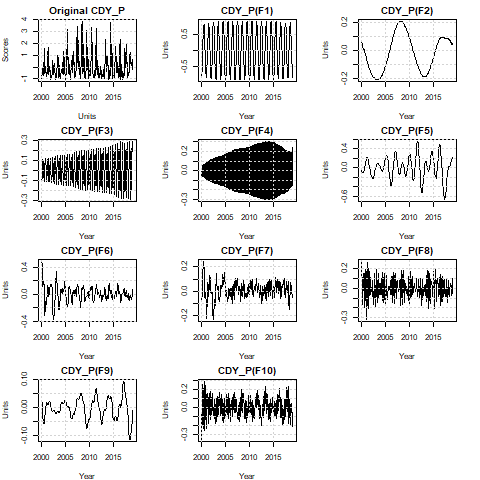 Original CDY_P
CDY_P(F1)
CDY_P(F2)
Scores
-1 1 2 3 4
Units
-0.5 0.5
Units
-0.2 0.0 0.2
2000 2005 2010 2015
2000 2005 2010 2015
2000 2005 2010 2015
Units
Year
Year
CDY_P(F3)
CDY_P(F4)
CDY_P(F5)
Units
-0.3 -0.1 0.1 0.3
Units
-0.3 0.0 0.2
Units
-0.6 0.0 0.4
2000 2005 2010 2015
2000 2005 2010 2015
2000 2005 2010 2015
Year
Year
Year
CDY_P(F6)
CDY_P(F7)
CDY_P(F8)
Units
-0.4 0.0 0.4
Units
-0.2 0.0 0.2
Units
-0.3 0.0 0.2
2000 2005 2010 2015
2000 2005 2010 2015
2000 2005 2010 2015
Year
Year
Year
CDY_P(F9)
CDY_P(F10)
Units
-0.10 0.00 0.10
Units
-0.3 0.0 0.2
2000 2005 2010 2015
2000 2005 2010 2015
Year
Year